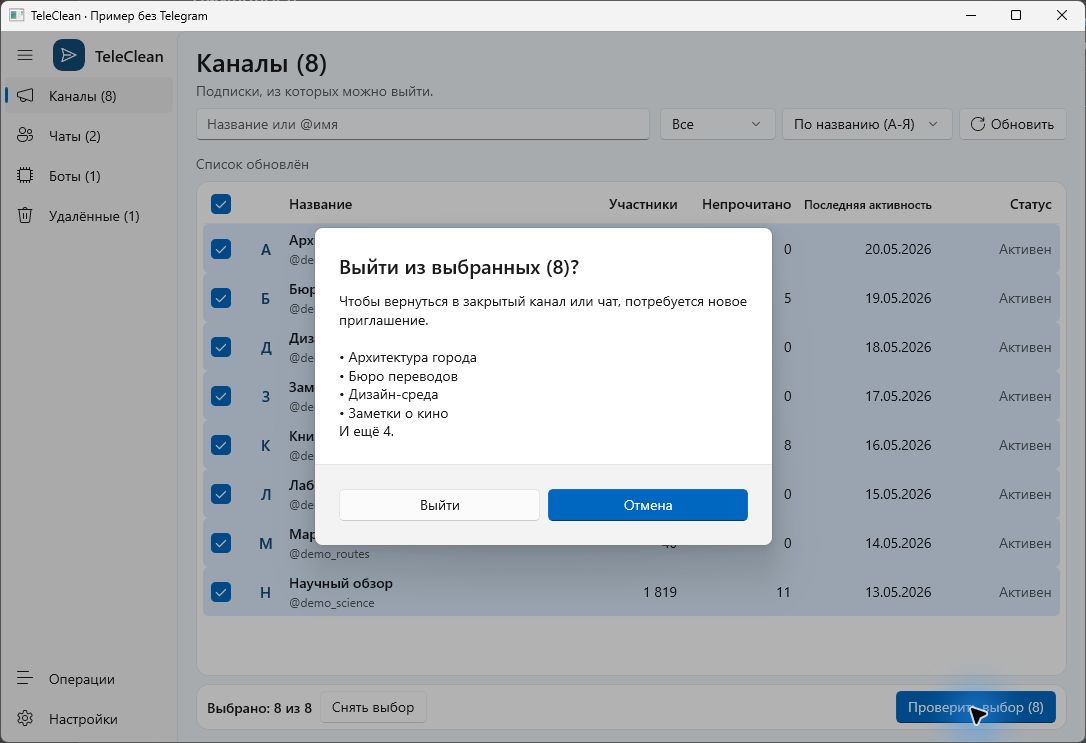 TeleClean · Пример без Telegram
TeleClean
Каналы (8)
Чаты (2)
Боты (1)
Удалённые (1)
Операции
Настройки
Каналы (8)
Подписки, из которых можно выйти.
Название или @имя
Все
По названию (А-Я)
Обновить
Список обновлён
Название Участники Непрочитано Последняя активность Статус
А 0 20.05.2026 Активен
Б 5 19.05.2026 Активен
Д 0 18.05.2026 Активен
З 0 17.05.2026 Активен
К 8 16.05.2026 Активен
Л 0 15.05.2026 Активен
М 0 14.05.2026 Активен
@demo_routes
Н Научный обзор 1 819 11 13.05.2026 Активен
@demo_science
Выйти из выбранных (8)?
Чтобы вернуться в закрытый канал или чат, потребуется новое
приглашение.
• Архитектура города
• Бюро переводов
• Дизайн-среда
• Заметки о кино
И ещё 4.
Выйти
Отмена
Выбрано: 8 из 8
Снять выбор
Проверить выбор (8)